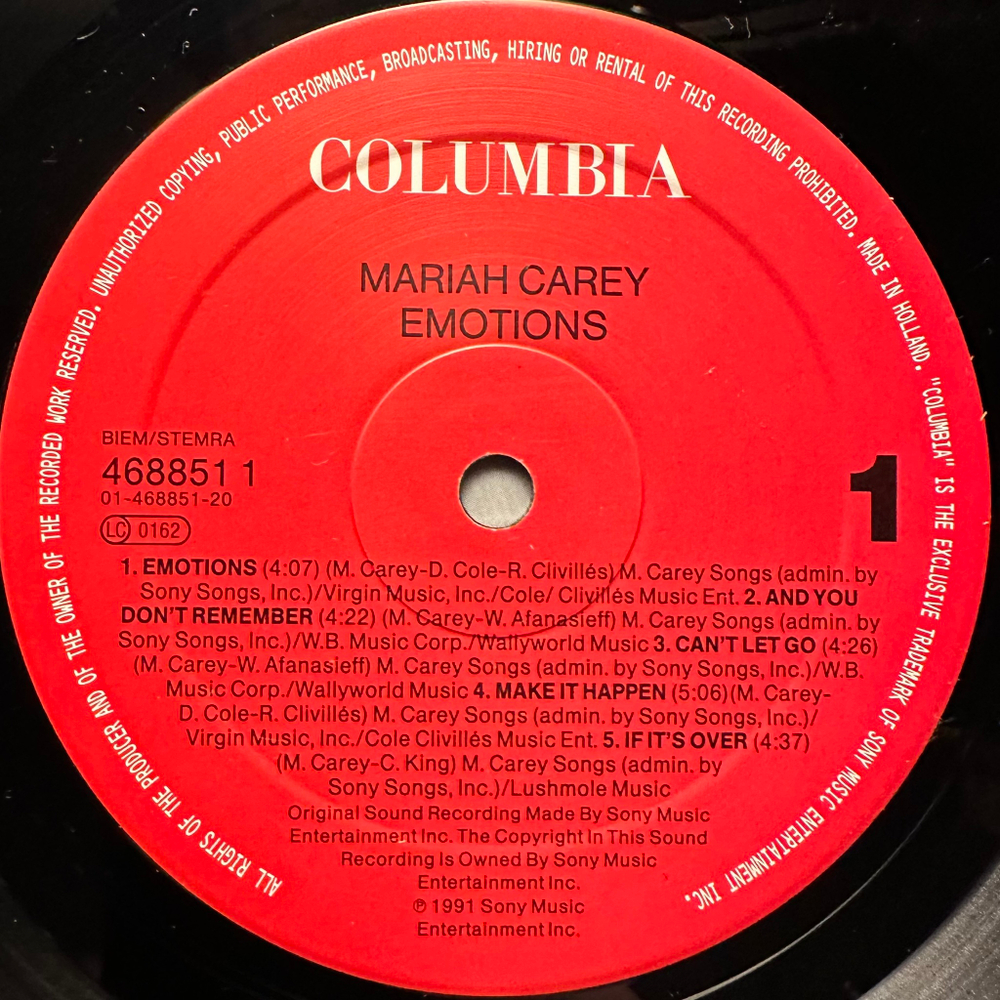 ALL RIGHTS OF THE PRODUCER AND OF THE OWNER OF THE RECORDED WORK RESERVED. UNAUTHORIZED COPYING, PUBLIC PERFORMANCE, BROADCASTING, HIRING OR RENTAL OF THIS RECORDING PROHIBITED. MADE IN HOLLAND. "COLUMBIA" IS THE EXCLUSIVE TRADEMARK OF SONY MUSIC ENTERTAINMENT INC.
COLUMBIA
MARIAH CAREY
EMOTIONS
BIEM/STEMRA
468851 1
01-468851-20
LC 0162
1
1. EMOTIONS (4:07) (M. Carey-D. Cole-R. Clivillés) M. Carey Songs (admin. by
Sony Songs, Inc.)/Virgin Music, Inc./Cole/ Clivillés Music Ent. 2. AND YOU
DON'T REMEMBER (4:22) (M. Carey-W. Afanasieff) M. Carey Songs (admin. by
Sony Songs, Inc.)/W.B. Music Corp./Wallyworld Music 3. CAN'T LET GO (4:26)
(M. Carey-W. Afanasieff) M. Carey Songs (admin. by Sony Songs, Inc.)/W.B.
Music Corp./Wallyworld Music 4. MAKE IT HAPPEN (5:06)(M. Carey-
D. Cole-R. Clivillés) M. Carey Songs (admin. by Sony Songs, Inc.)/
Virgin Music, Inc./Cole Clivillés Music Ent. 5. IF IT'S OVER (4:37)
(M. Carey-C. King) M. Carey Songs (admin. by
Sony Songs, Inc.)/Lushmole Music
Original Sound Recording Made By Sony Music
Entertainment Inc. The Copyright In This Sound
Recording Is Owned By Sony Music
Entertainment Inc.
℗ 1991 Sony Music
Entertainment Inc.